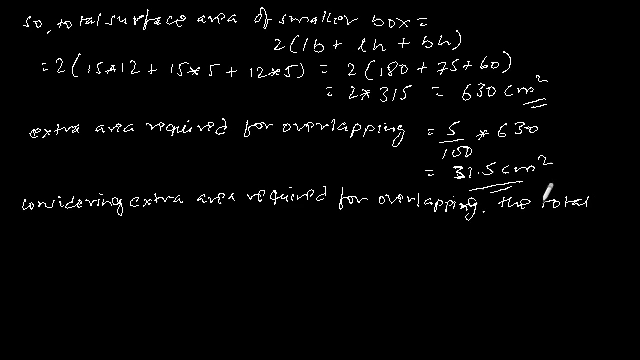 so, total surface area of smaller box =
2(lb + lh + bh)
= 2(15*12 + 15*5 + 12*5) = 2(180 + 75 + 60)
= 2*315 = 630 cm²
extra area required for overlapping = 5/100 * 630
= 31.5 cm²
considering extra area required for overlapping, the total